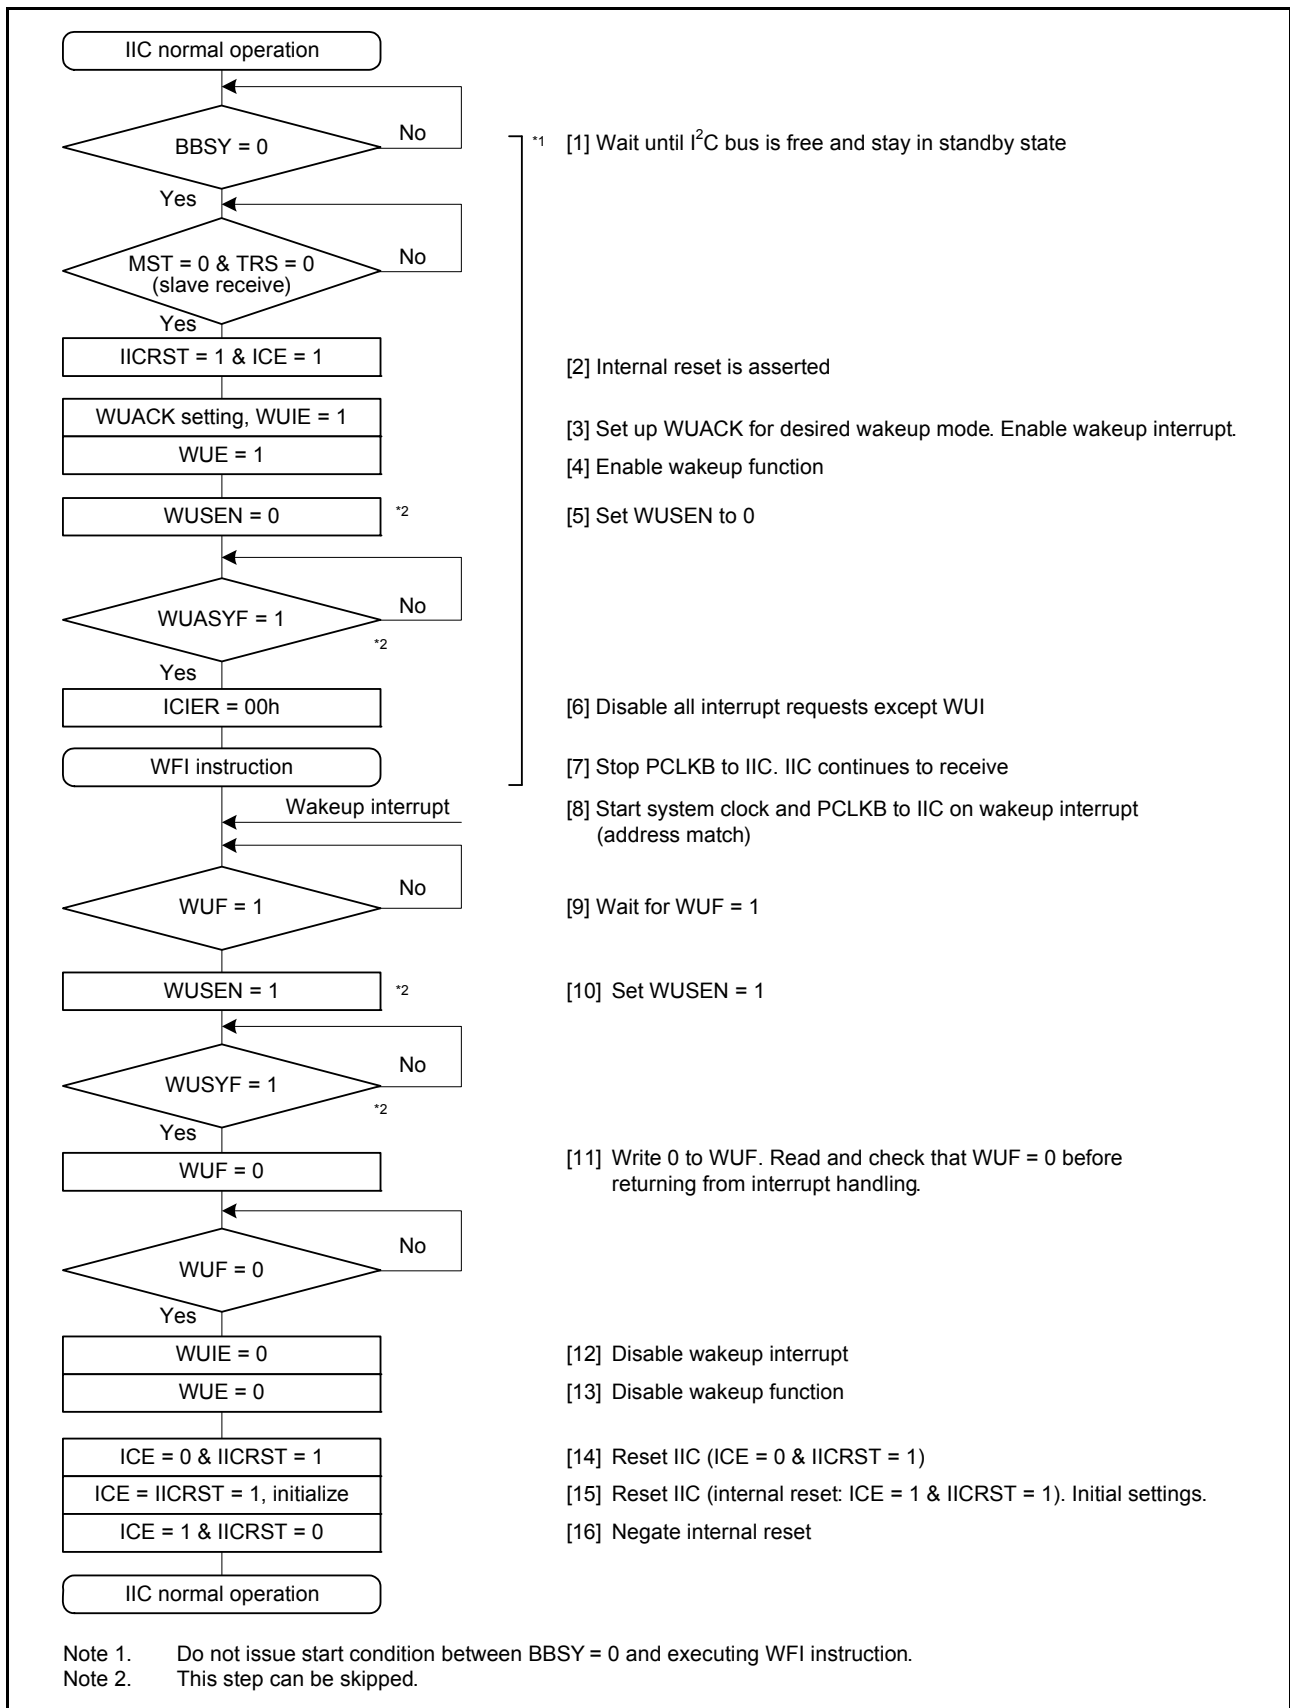 IIC normal operation
BBSY = 0
No
*1
[1] Wait until I²C bus is free and stay in standby state
Yes
MST = 0 & TRS = 0
(slave receive)
No
Yes
IICRST = 1 & ICE = 1
[2] Internal reset is asserted
WUACK setting, WUIE = 1
[3] Set up WUACK for desired wakeup mode. Enable wakeup interrupt.
WUE = 1
[4] Enable wakeup function
WUSEN = 0
*2
[5] Set WUSEN to 0
WUASYF = 1
No
*2
Yes
ICIER = 00h
[6] Disable all interrupt requests except WUI
WFI instruction
[7] Stop PCLKB to IIC. IIC continues to receive
Wakeup interrupt
[8] Start system clock and PCLKB to IIC on wakeup interrupt
(address match)
WUF = 1
No
[9] Wait for WUF = 1
WUSEN = 1
*2
[10] Set WUSEN = 1
WUSYF = 1
No
*2
Yes
WUF = 0
[11] Write 0 to WUF. Read and check that WUF = 0 before
returning from interrupt handling.
WUF = 0
No
Yes
WUIE = 0
[12] Disable wakeup interrupt
WUE = 0
[13] Disable wakeup function
ICE = 0 & IICRST = 1
[14] Reset IIC (ICE = 0 & IICRST = 1)
ICE = IICRST = 1, initialize
[15] Reset IIC (internal reset: ICE = 1 & IICRST = 1). Initial settings.
ICE = 1 & IICRST = 0
[16] Negate internal reset
IIC normal operation
Note 1. Do not issue start condition between BBSY = 0 and executing WFI instruction.
Note 2. This step can be skipped.